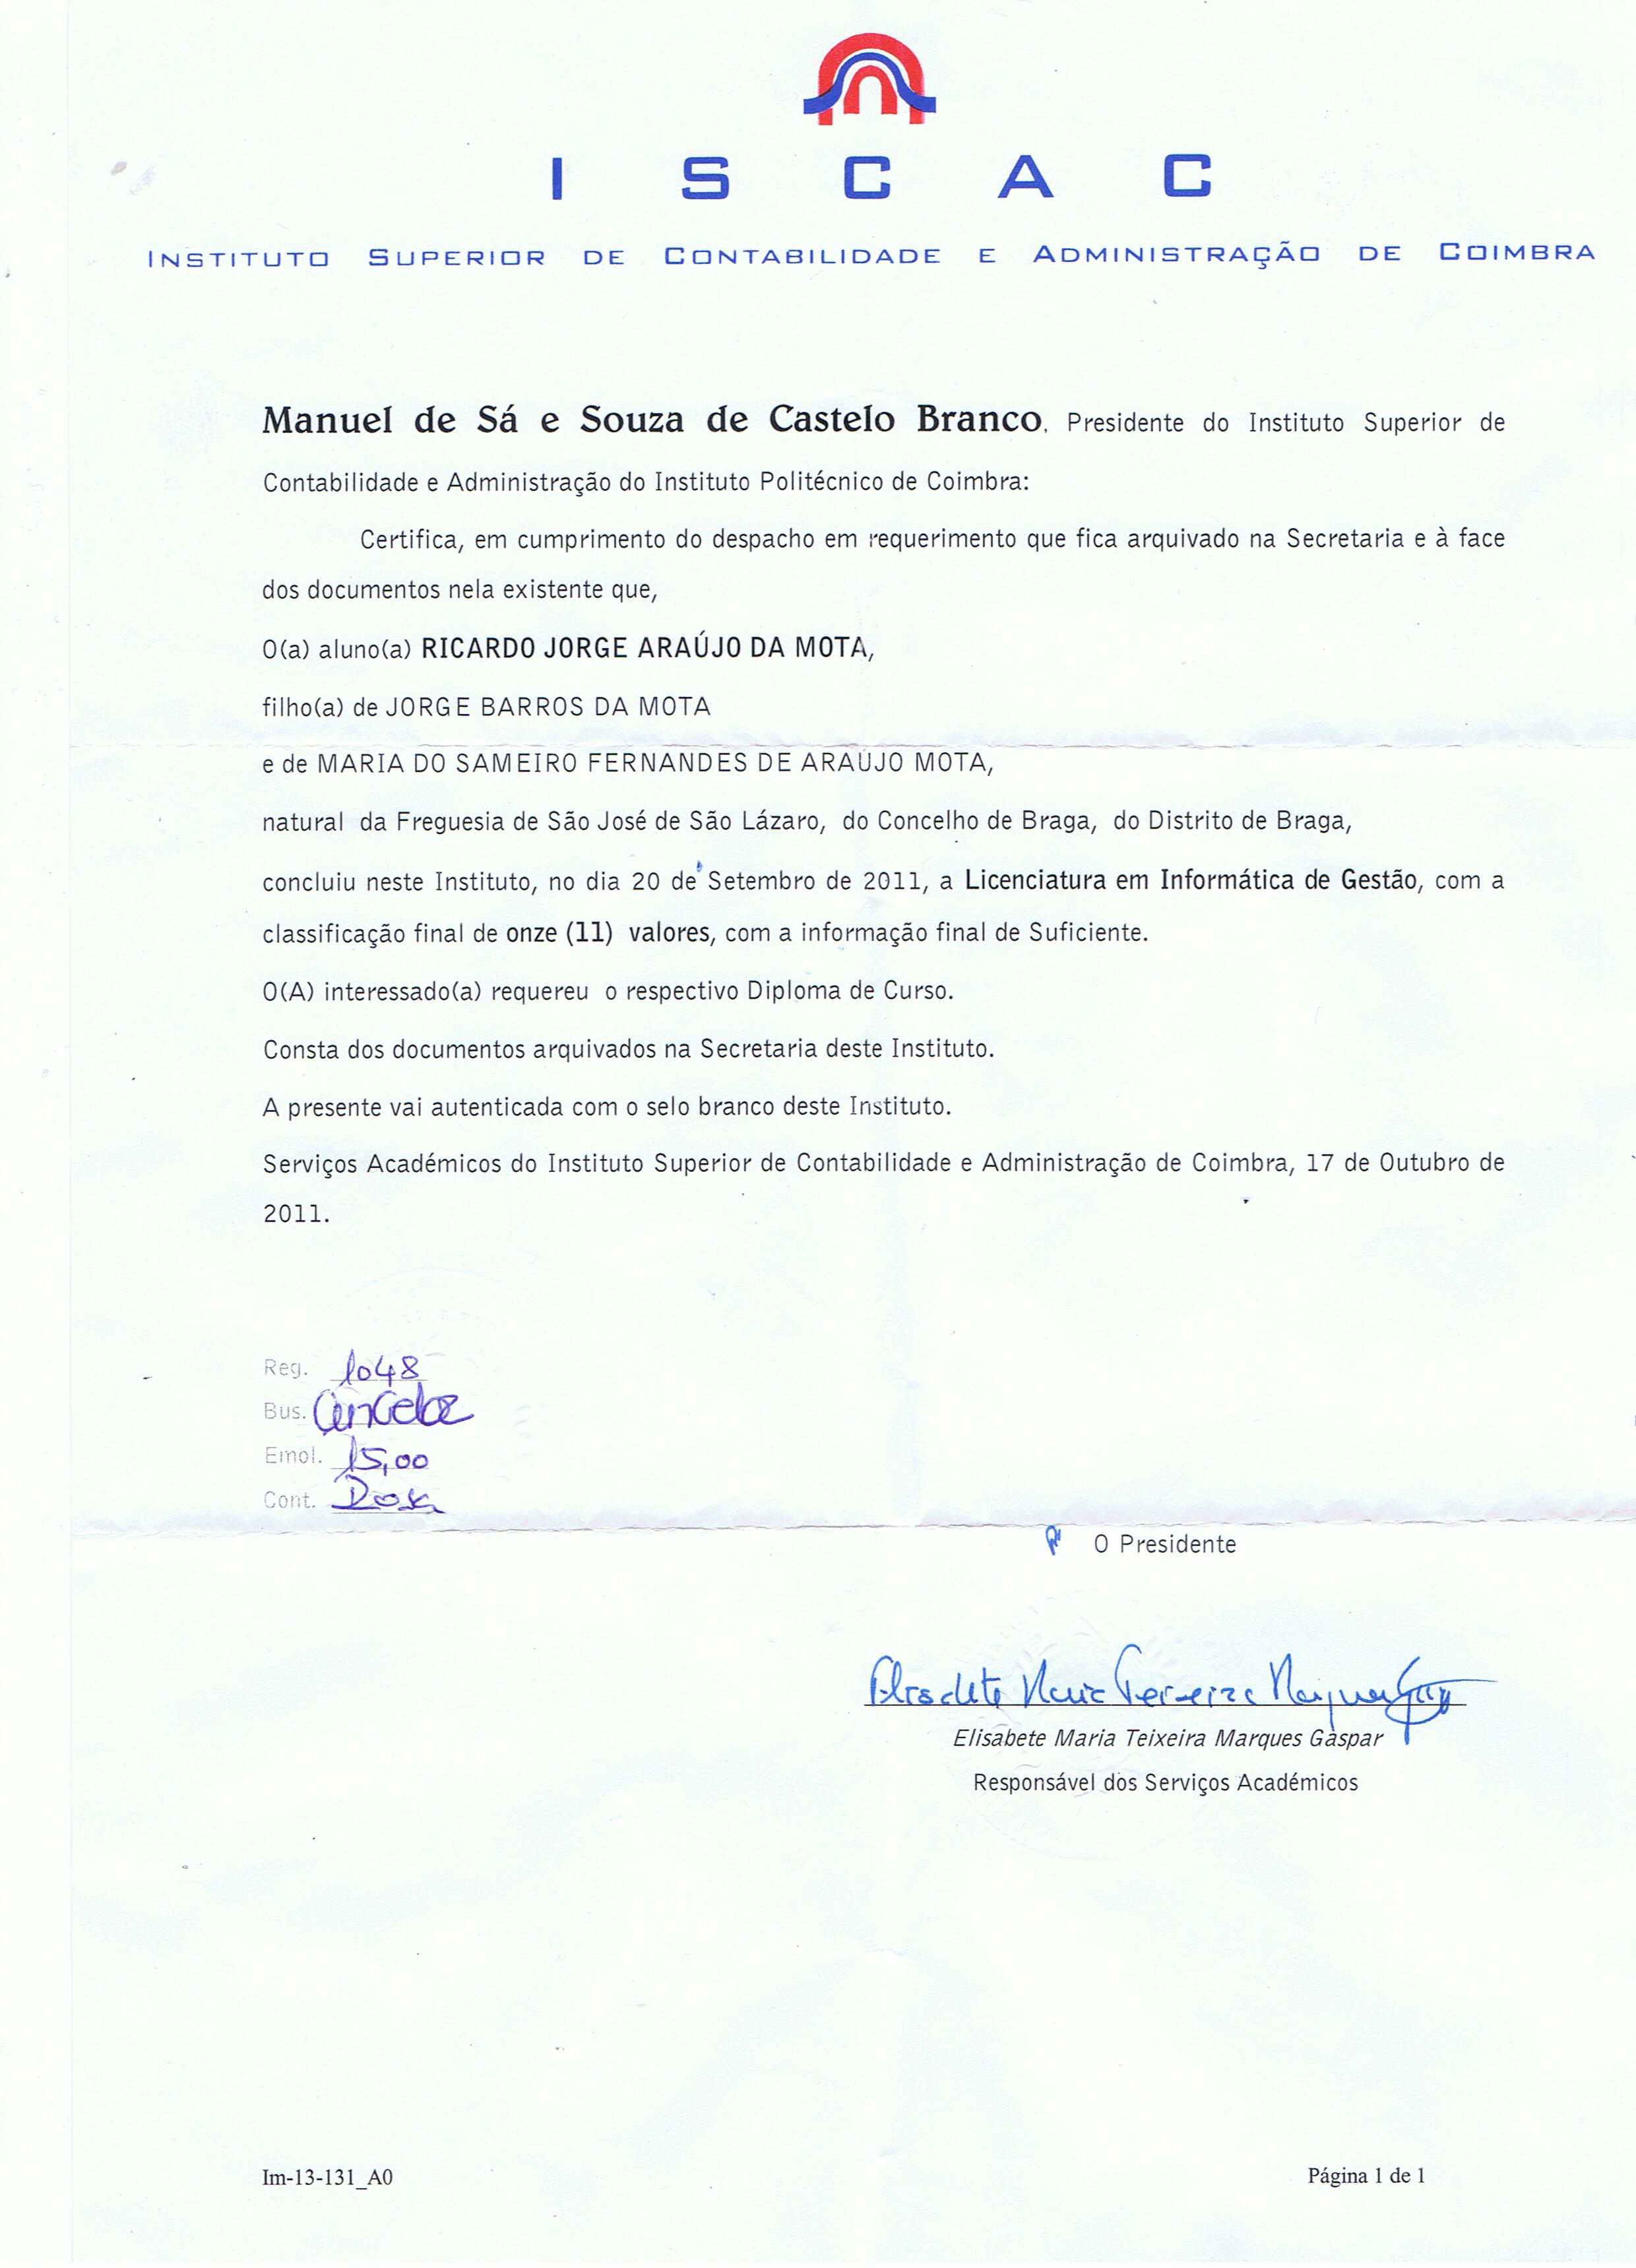 I S C A C
INSTITUTO SUPERIOR DE CONTABILIDADE E ADMINISTRAÇÃO DE COIMBRA
Manuel de Sá e Souza de Castelo Branco, Presidente do Instituto Superior de
Contabilidade e Administração do Instituto Politécnico de Coimbra:
Certifica, em cumprimento do despacho em requerimento que fica arquivado na Secretaria e à face
dos documentos nela existente que,
O(a) aluno(a) RICARDO JORGE ARAÚJO DA MOTA,
filho(a) de JORGE BARROS DA MOTA
e de MARIA DO SAMEIRO FERNANDES DE ARAÚJO MOTA,
natural da Freguesia de São José de São Lázaro, do Concelho de Braga, do Distrito de Braga,
concluiu neste Instituto, no dia 20 de Setembro de 2011, a Licenciatura em Informática de Gestão, com a
classificação final de onze (11) valores, com a informação final de Suficiente.
O(A) interessado(a) requereu o respectivo Diploma de Curso.
Consta dos documentos arquivados na Secretaria deste Instituto.
A presente vai autenticada com o selo branco deste Instituto.
Serviços Académicos do Instituto Superior de Contabilidade e Administração de Coimbra, 17 de Outubro de
2011.
Reg. 1048
Bus.
Emol. 15,00
Cont. Rosa
O Presidente
Elisabete Maria Teixeira Marques Gaspar
Elisabete Maria Teixeira Marques Gaspar
Responsável dos Serviços Académicos
Im-13-131_A0
Página 1 de 1